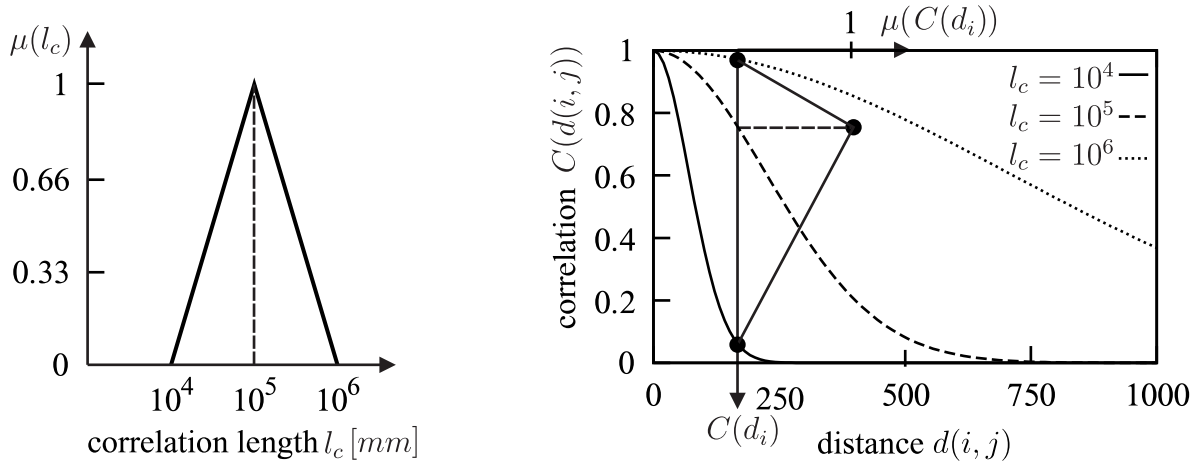 μ(l_c)
1
0.66
0.33
0
10^4 10^5 10^6
correlation length l_c [mm]
1 μ(C(d_i))
correlation C(d(i, j))
1
0.8
0.6
0.4
0.2
0
l_c = 10^4
l_c = 10^5
l_c = 10^6
0 250 500 750 1000
C(d_i)
distance d(i, j)